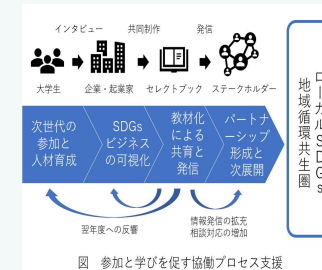 インタビュー　共同制作　発信
大学生　企業・起業家　セレクトブック　ステークホルダー
次世代の
参加と
人材育成
SDGs
ビジネス
の可視化
教材化
による
共育と
発信
パートナ
ーシップ
形成と
次展開
ローカルSDGs
地域循環共生圏
翌年度への反響
情報発信の拡充
相談対応の増加
図　参加と学びを促す協働プロセス支援